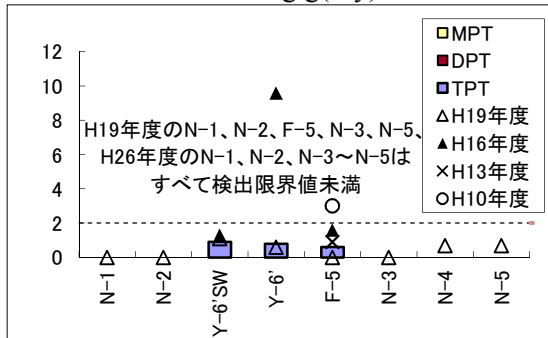 12
10
8
6
4
2
0
H19年度のN-1、N-2、F-5、N-3、N-5、
H26年度のN-1、N-2、N-3～N-5は
すべて検出限界値未満
MPT
DPT
TPT
H19年度
H16年度
H13年度
H10年度
N-1
N-2
Y-6'SW
Y-6'
F-5
N-3
N-4
N-5